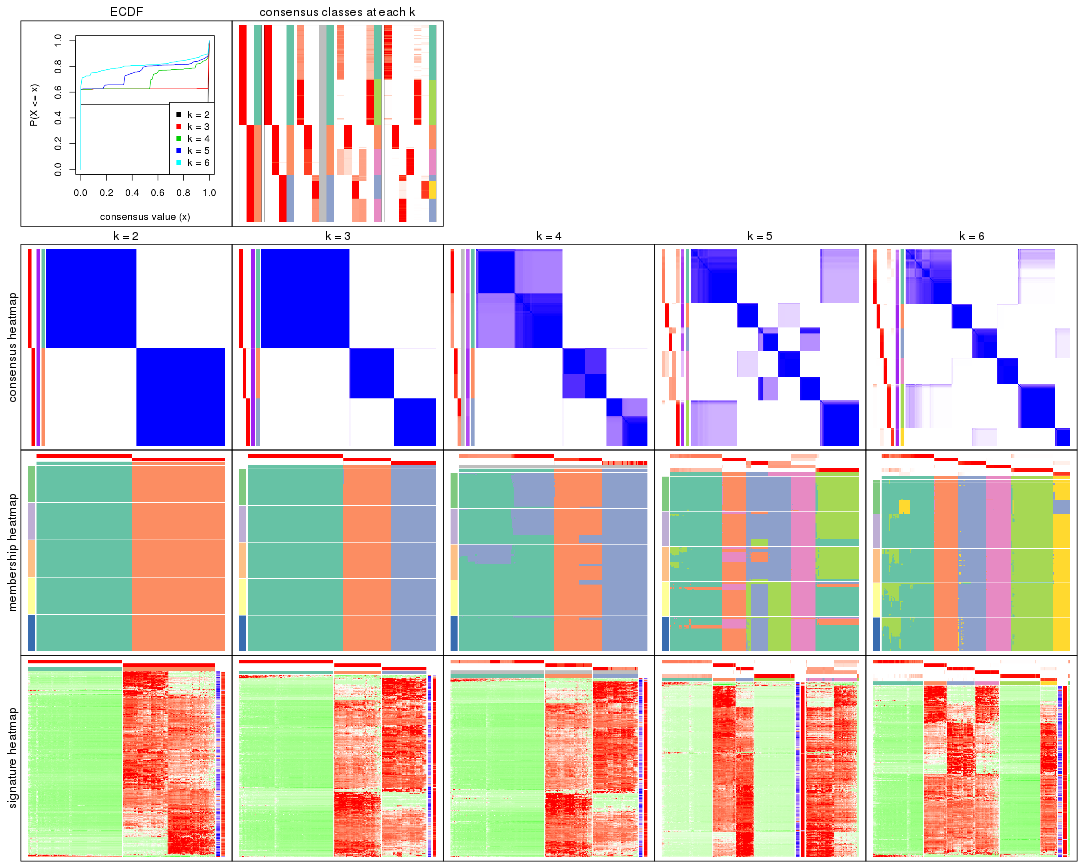 ECDF
consensus classes at each k
P(X <= x)
1.0
0.8
0.6
0.4
0.2
0.0
k = 2
k = 3
k = 4
k = 5
k = 6
0.0 0.2 0.4 0.6 0.8 1.0
consensus value (x)
k = 2
k = 3
k = 4
k = 5
k = 6
consensus heatmap
membership heatmap
signature heatmap